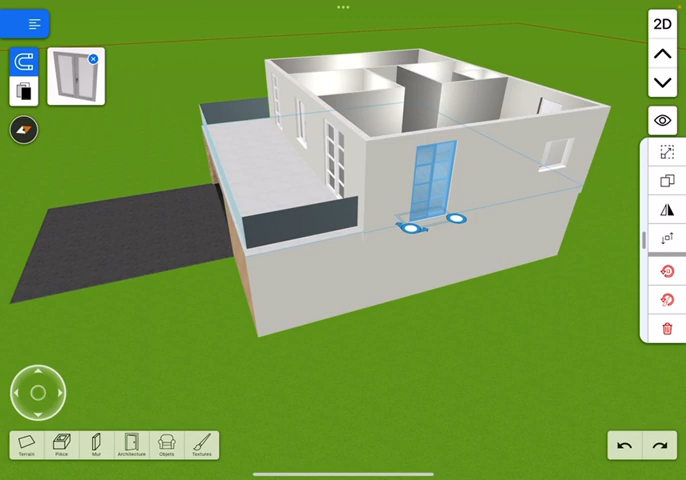 2D
Terrain
Pièce
Mur
Architecture
Objets
Textures